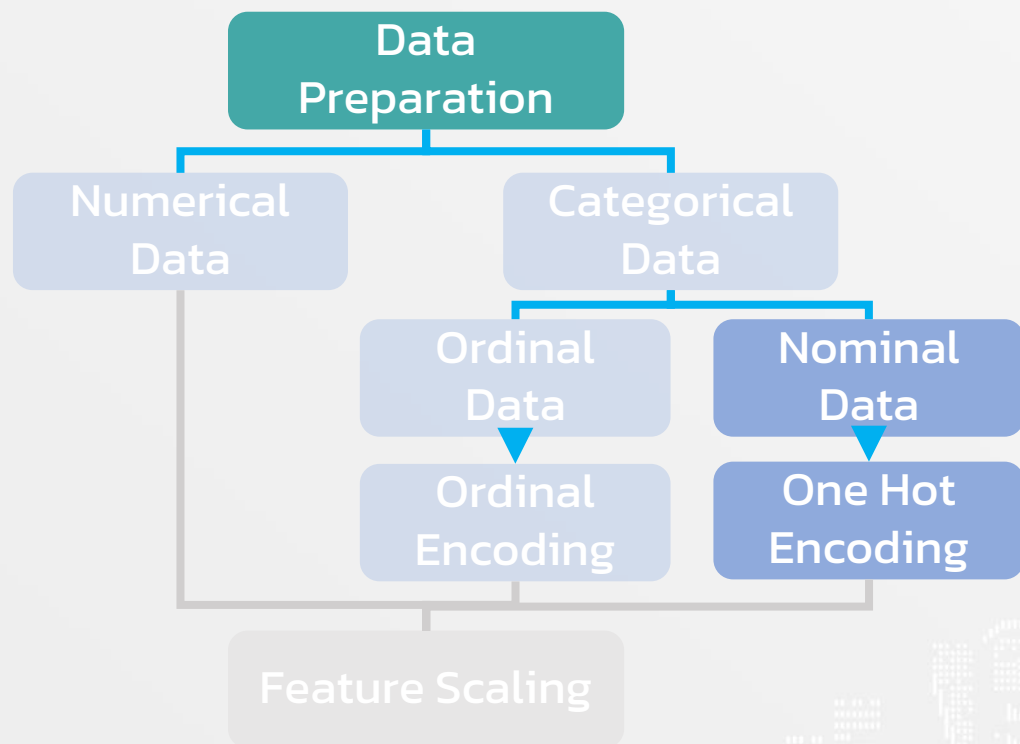 Data
Preparation
Numerical
Data
Categorical
Data
Ordinal
Data
Nominal
Data
Ordinal
Encoding
One Hot
Encoding
Feature Scaling